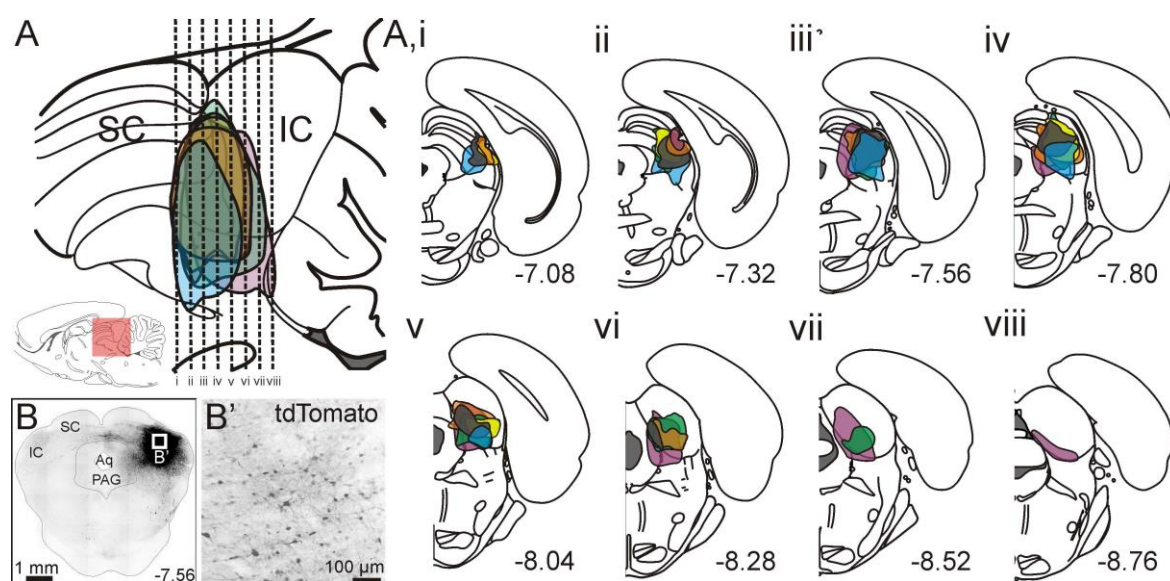 A
SC
IC
i ii iii iv v vi vii viii
A,i
-7.08
ii
-7.32
iii’
-7.56
iv
-7.80
v
-8.04
vi
-8.28
vii
-8.52
viii
-8.76
B
SC
IC
Aq
PAG
B'
1 mm
-7.56
B'
tdTomato
100 µm